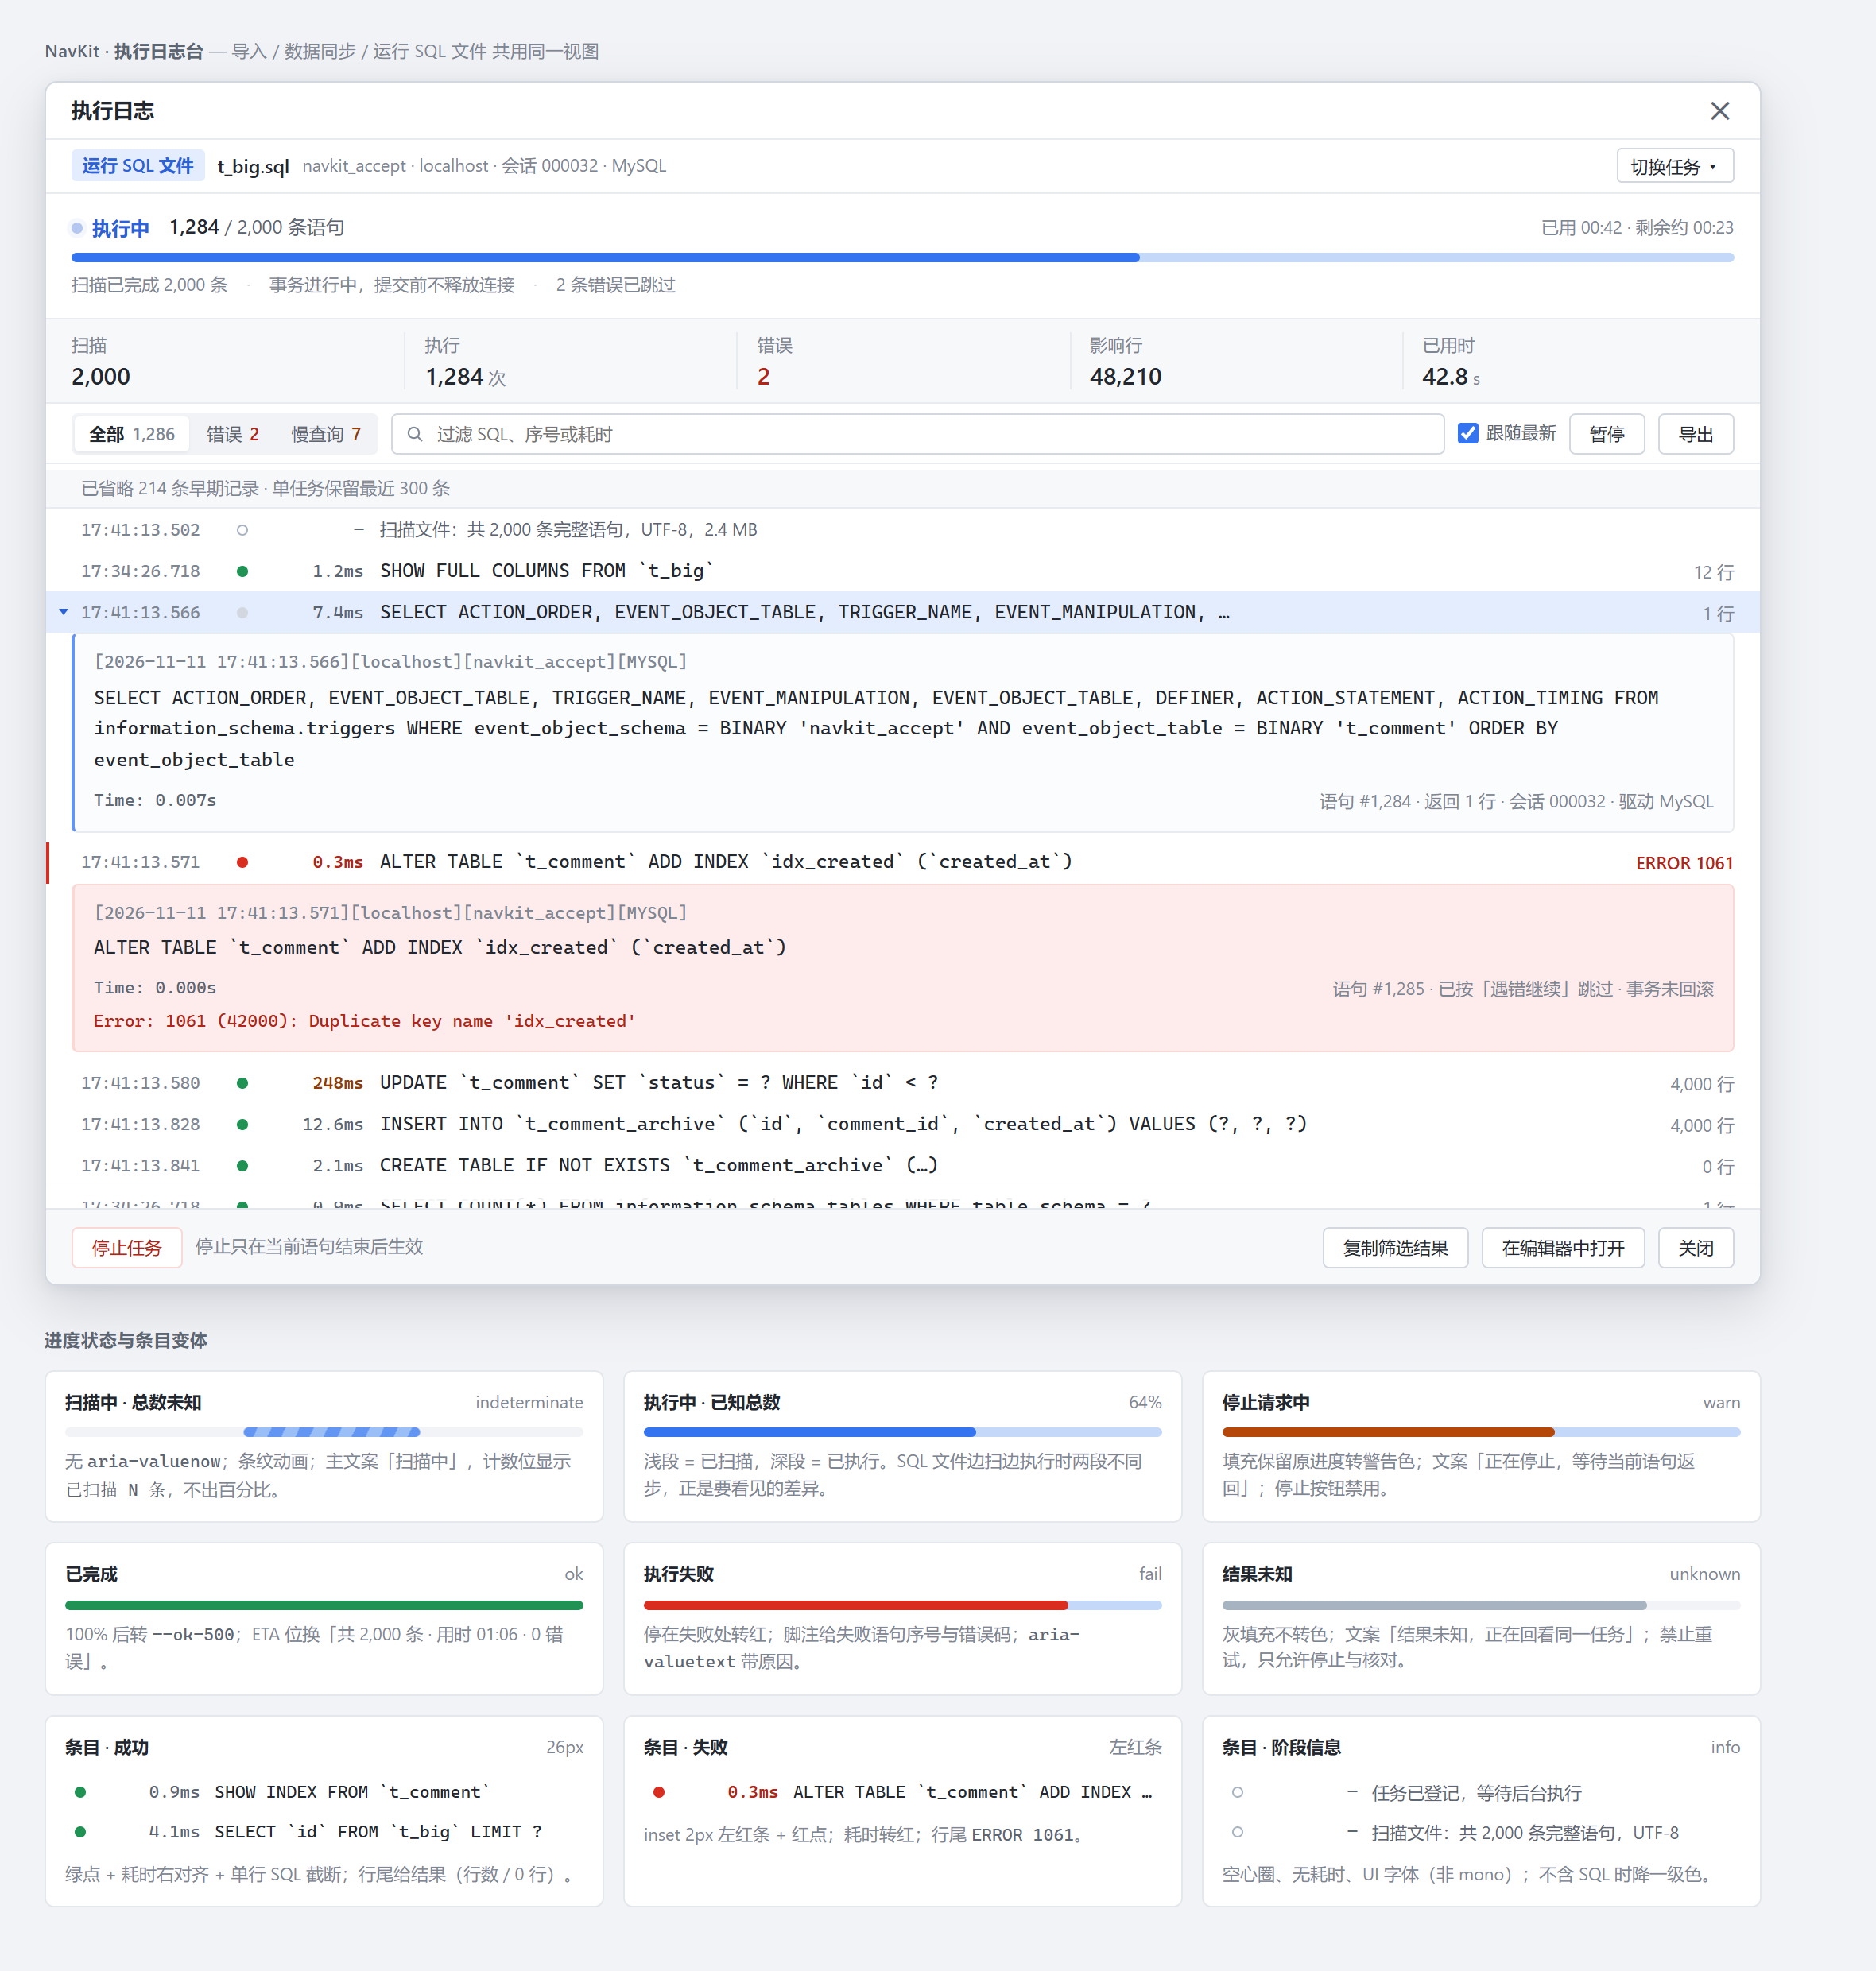 NavKit · 执行日志台 — 导入 / 数据同步 / 运行 SQL 文件 共用同一视图
执行日志
运行 SQL 文件 t_big.sql navkit_accept · localhost · 会话 000032 · MySQL 切换任务
执行中 1,284 / 2,000 条语句 已用 00:42 · 剩余约 00:23
扫描已完成 2,000 条 · 事务进行中，提交前不释放连接 · 2 条错误已跳过
扫描 执行 错误 影响行 已用时
2,000 1,284 次 2 48,210 42.8 s
全部 1,286 错误 2 慢查询 7 过滤 SQL、序号或耗时 跟随最新 暂停 导出
已省略 214 条早期记录 · 单任务保留最近 300 条
17:41:13.502 — 扫描文件：共 2,000 条完整语句，UTF-8，2.4 MB
17:34:26.718 1.2ms SHOW FULL COLUMNS FROM `t_big` 12 行
17:41:13.566 7.4ms SELECT ACTION_ORDER, EVENT_OBJECT_TABLE, TRIGGER_NAME, EVENT_MANIPULATION, … 1 行
[2026-11-11 17:41:13.566][localhost][navkit_accept][MYSQL]
SELECT ACTION_ORDER, EVENT_OBJECT_TABLE, TRIGGER_NAME, EVENT_MANIPULATION, EVENT_OBJECT_TABLE, DEFINER, ACTION_STATEMENT, ACTION_TIMING FROM
information_schema.triggers WHERE event_object_schema = BINARY 'navkit_accept' AND event_object_table = BINARY 't_comment' ORDER BY
event_object_table
Time: 0.007s 语句 #1,284 · 返回 1 行 · 会话 000032 · 驱动 MySQL
17:41:13.571 0.3ms ALTER TABLE `t_comment` ADD INDEX `idx_created` (`created_at`) ERROR 1061
[2026-11-11 17:41:13.571][localhost][navkit_accept][MYSQL]
ALTER TABLE `t_comment` ADD INDEX `idx_created` (`created_at`)
Time: 0.000s 语句 #1,285 · 已按「遇错继续」跳过 · 事务未回滚
Error: 1061 (42000): Duplicate key name 'idx_created'
17:41:13.580 248ms UPDATE `t_comment` SET `status` = ? WHERE `id` < ? 4,000 行
17:41:13.828 12.6ms INSERT INTO `t_comment_archive` (`id`, `comment_id`, `created_at`) VALUES (?, ?, ?) 4,000 行
17:41:13.841 2.1ms CREATE TABLE IF NOT EXISTS `t_comment_archive` (…) 0 行
17:34:26.718 0.9ms SELECT COUNT(*) FROM information_schema.tables WHERE table_schema = ? 1 行
停止任务 停止只在当前语句结束后生效 复制筛选结果 在编辑器中打开 关闭
进度状态与条目变体
扫描中 · 总数未知 indeterminate
无 aria-valuenow；条纹动画；主文案「扫描中」，计数位显示
已扫描 N 条，不出百分比。
执行中 · 已知总数 64%
浅段 = 已扫描，深段 = 已执行。SQL 文件边扫边执行时两段不同
步，正是要看见的差异。
停止请求中 warn
填充保留原进度转警告色；文案「正在停止，等待当前语句返
回」；停止按钮禁用。
已完成 ok
100% 后转 --ok-500；ETA 位换「共 2,000 条 · 用时 01:06 · 0 错
误」。
执行失败 fail
停在失败处转红；脚注给失败语句序号与错误码；aria-
valuetext 带原因。
结果未知 unknown
灰填充不转色；文案「结果未知，正在回看同一任务」；禁止重
试，只允许停止与核对。
条目 · 成功 26px
0.9ms SHOW INDEX FROM `t_comment`
4.1ms SELECT `id` FROM `t_big` LIMIT ?
绿点 + 耗时右对齐 + 单行 SQL 截断；行尾给结果（行数 / 0 行）。
条目 · 失败 左红条
0.3ms ALTER TABLE `t_comment` ADD INDEX …
inset 2px 左红条 + 红点；耗时转红；行尾 ERROR 1061。
条目 · 阶段信息 info
— 任务已登记，等待后台执行
— 扫描文件：共 2,000 条完整语句，UTF-8
空心圈、无耗时、UI 字体（非 mono）；不含 SQL 时降一级色。